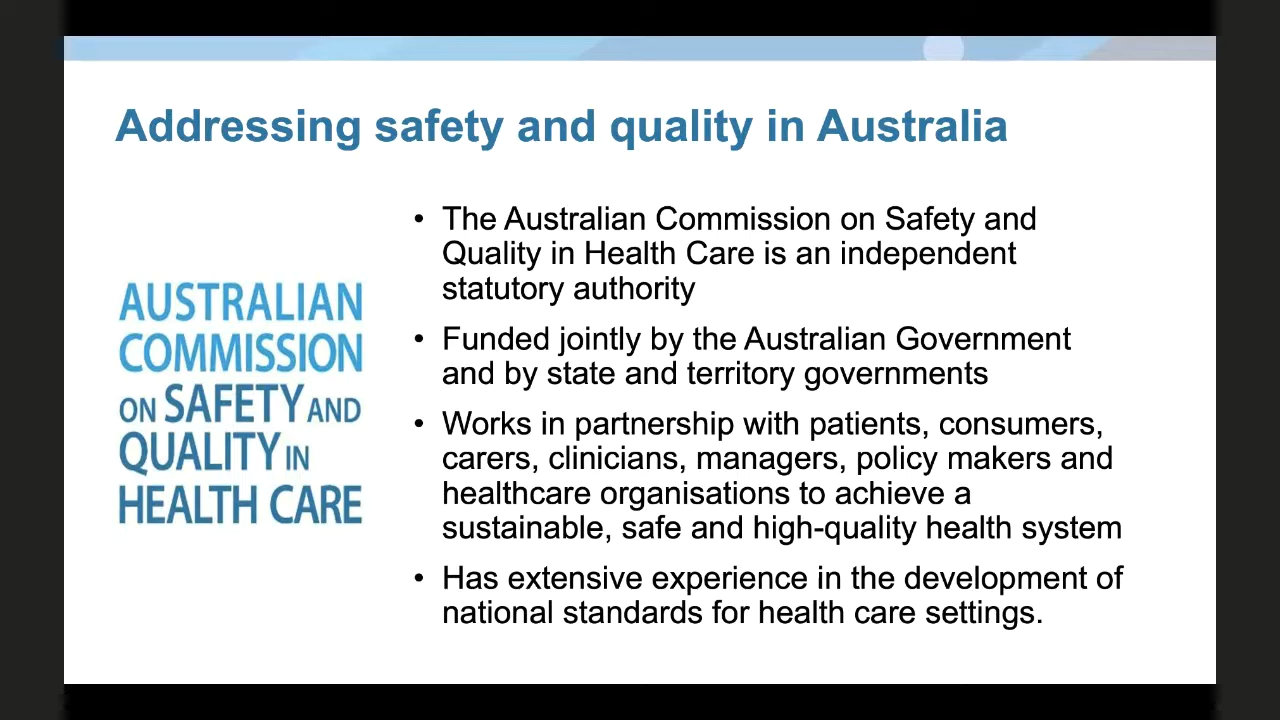 Addressing safety and quality in Australia
AUSTRALIAN
COMMISSION
ON SAFETY AND
QUALITY IN
HEALTH CARE
• The Australian Commission on Safety and
Quality in Health Care is an independent
statutory authority
• Funded jointly by the Australian Government
and by state and territory governments
• Works in partnership with patients, consumers,
carers, clinicians, managers, policy makers and
healthcare organisations to achieve a
sustainable, safe and high-quality health system
• Has extensive experience in the development of
national standards for health care settings.